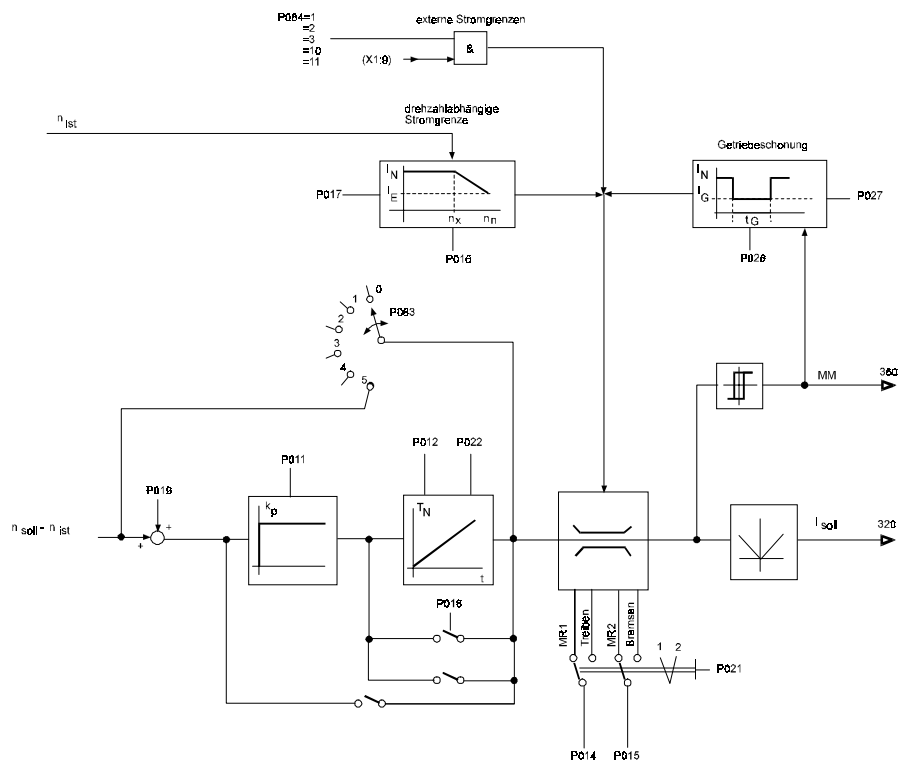 P084=1
=2
=3
=10
=11
externe Stromgrenzen
&
(X1:9)
n ist
drehzahlabhängige
Stromgrenze
Getriebeschonung
I N
I E
n x
n n
P017
P016
I N
I G
t G
P027
P026
0
1
2
3
4
5
P083
MM
360
P012
P022
P011
P019
k p
T N
t
n soll - n ist
+
+
I soll
320
P018
MR1
Treiben
MR2
Bremsen
1
2
P021
P014
P015